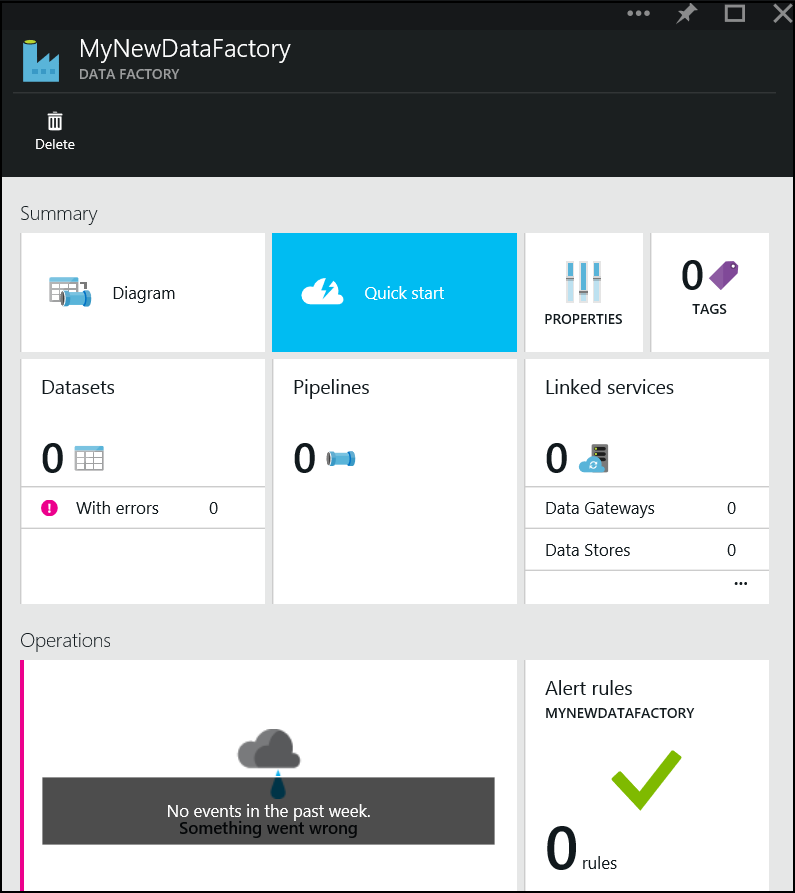 MyNewDataFactory
DATA FACTORY
Delete
Summary
Diagram
Quick start
PROPERTIES
0
TAGS
Datasets
0
With errors 0
Pipelines
0
Linked services
0
Data Gateways 0
Data Stores 0
Operations
No events in the past week.
Something went wrong
Alert rules
MYNEWDATAFACTORY
0 rules